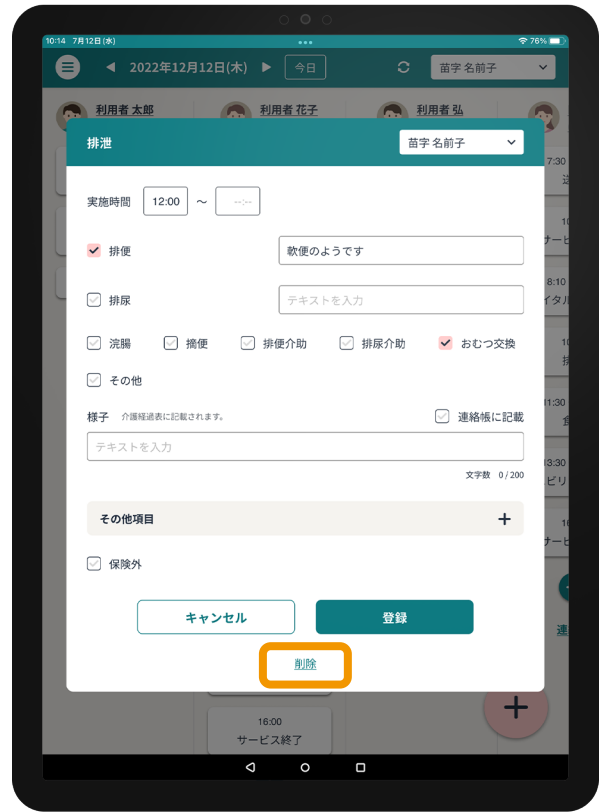 10:14 7月12日(水)
76%
2022年12月12日(木) 今日 苗字 名前子
利用者 太郎 利用者 花子 利用者 弘
排泄 苗字 名前子
7:30
実施時間 12:00 ～ --:--
排便 軟便のようです
8:10
排尿 テキストを入力
浣腸 摘便 排便介助 排尿介助 おむつ交換
その他
11:30
様子 介護経過表に記載されます。 連絡帳に記載
テキストを入力
13:30
文字数 0/200
その他項目
保険外
キャンセル 登録
削除
16:00
サービス終了